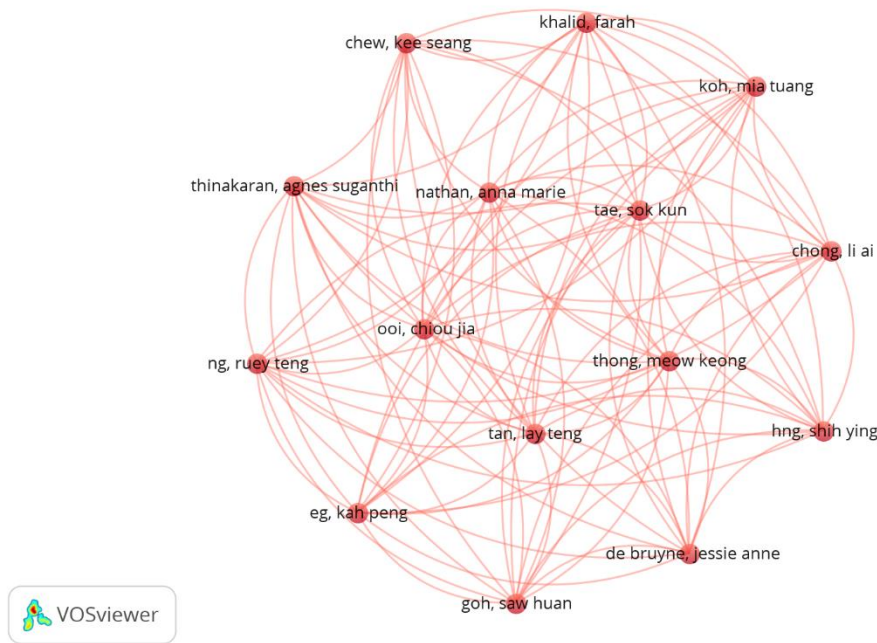 khalid, farah
chew, kee seang
koh, mia tuang
thinakaran, agnes suganthi
nathan, anna marie
tae, sok kun
chong, li ai
ooi, chiou jia
ng, ruey teng
thong, meow keong
tan, lay teng
hng, shih ying
eg, kah peng
de bruyne, jessie anne
goh, saw huan
VOSviewer